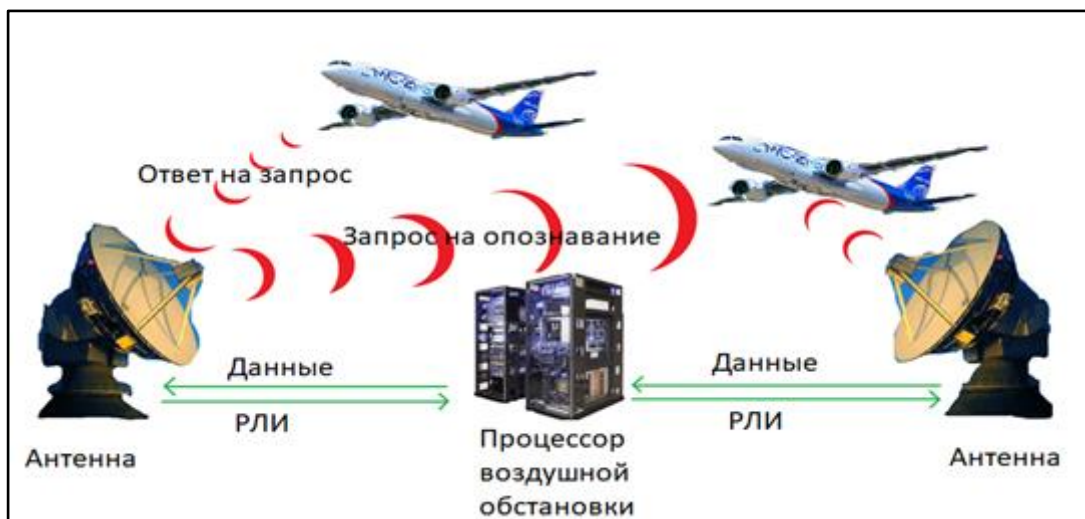 Ответ на запрос
Запрос на опознавание
Данные
РЛИ
Данные
РЛИ
Антенна
Процессор
воздушной
обстановки
Антенна